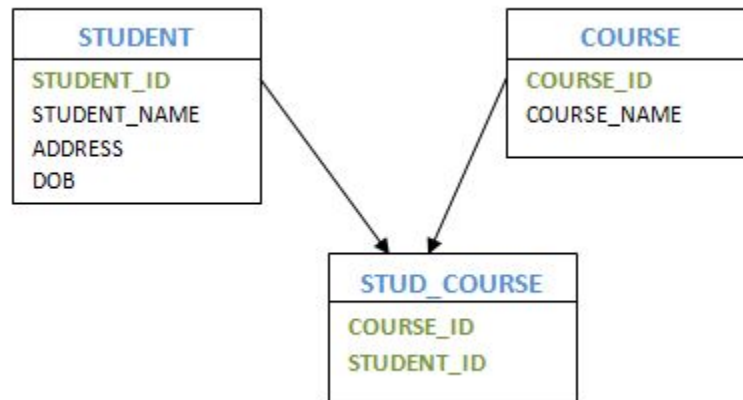 STUDENT
STUDENT_ID
STUDENT_NAME
ADDRESS
DOB
COURSE
COURSE_ID
COURSE_NAME
STUD_COURSE
COURSE_ID
STUDENT_ID